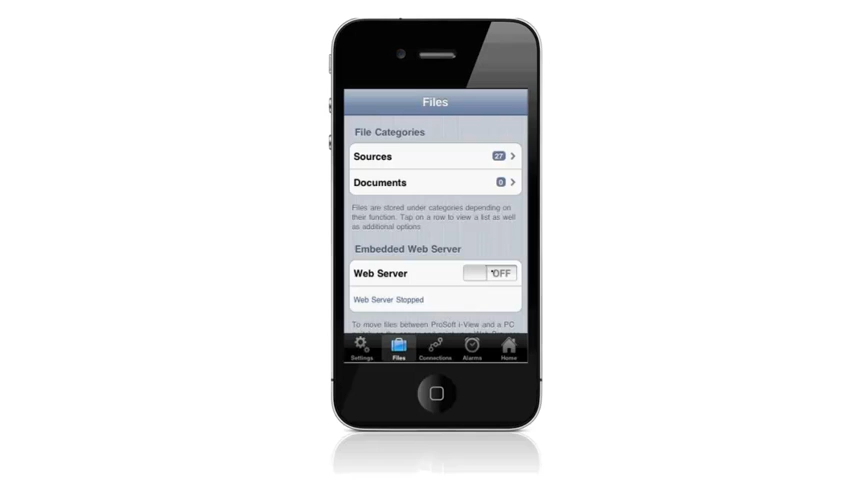 Files
File Categories
Sources 27
Documents 0
Files are stored under categories depending on
their function. Tap on a row to view a list as well
as additional options
Embedded Web Server
Web Server OFF
Web Server Stopped
To move files between ProSoft i-View and a PC
Settings Files Connections Alarms Home